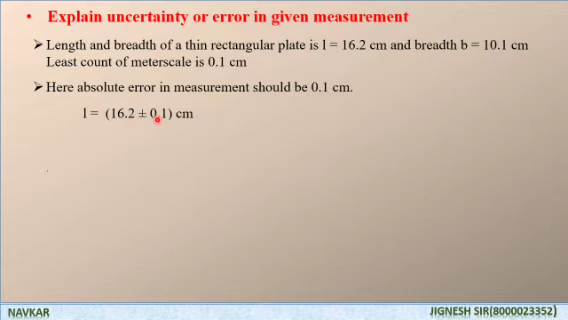 • Explain uncertainty or error in given measurement
➢ Length and breadth of a thin rectangular plate is l = 16.2 cm and breadth b = 10.1 cm
Least count of meterscale is 0.1 cm
➢ Here absolute error in measurement should be 0.1 cm.
l = (16.2 ± 0.1) cm
NAVKAR
JIGNESH SIR(8000023352)